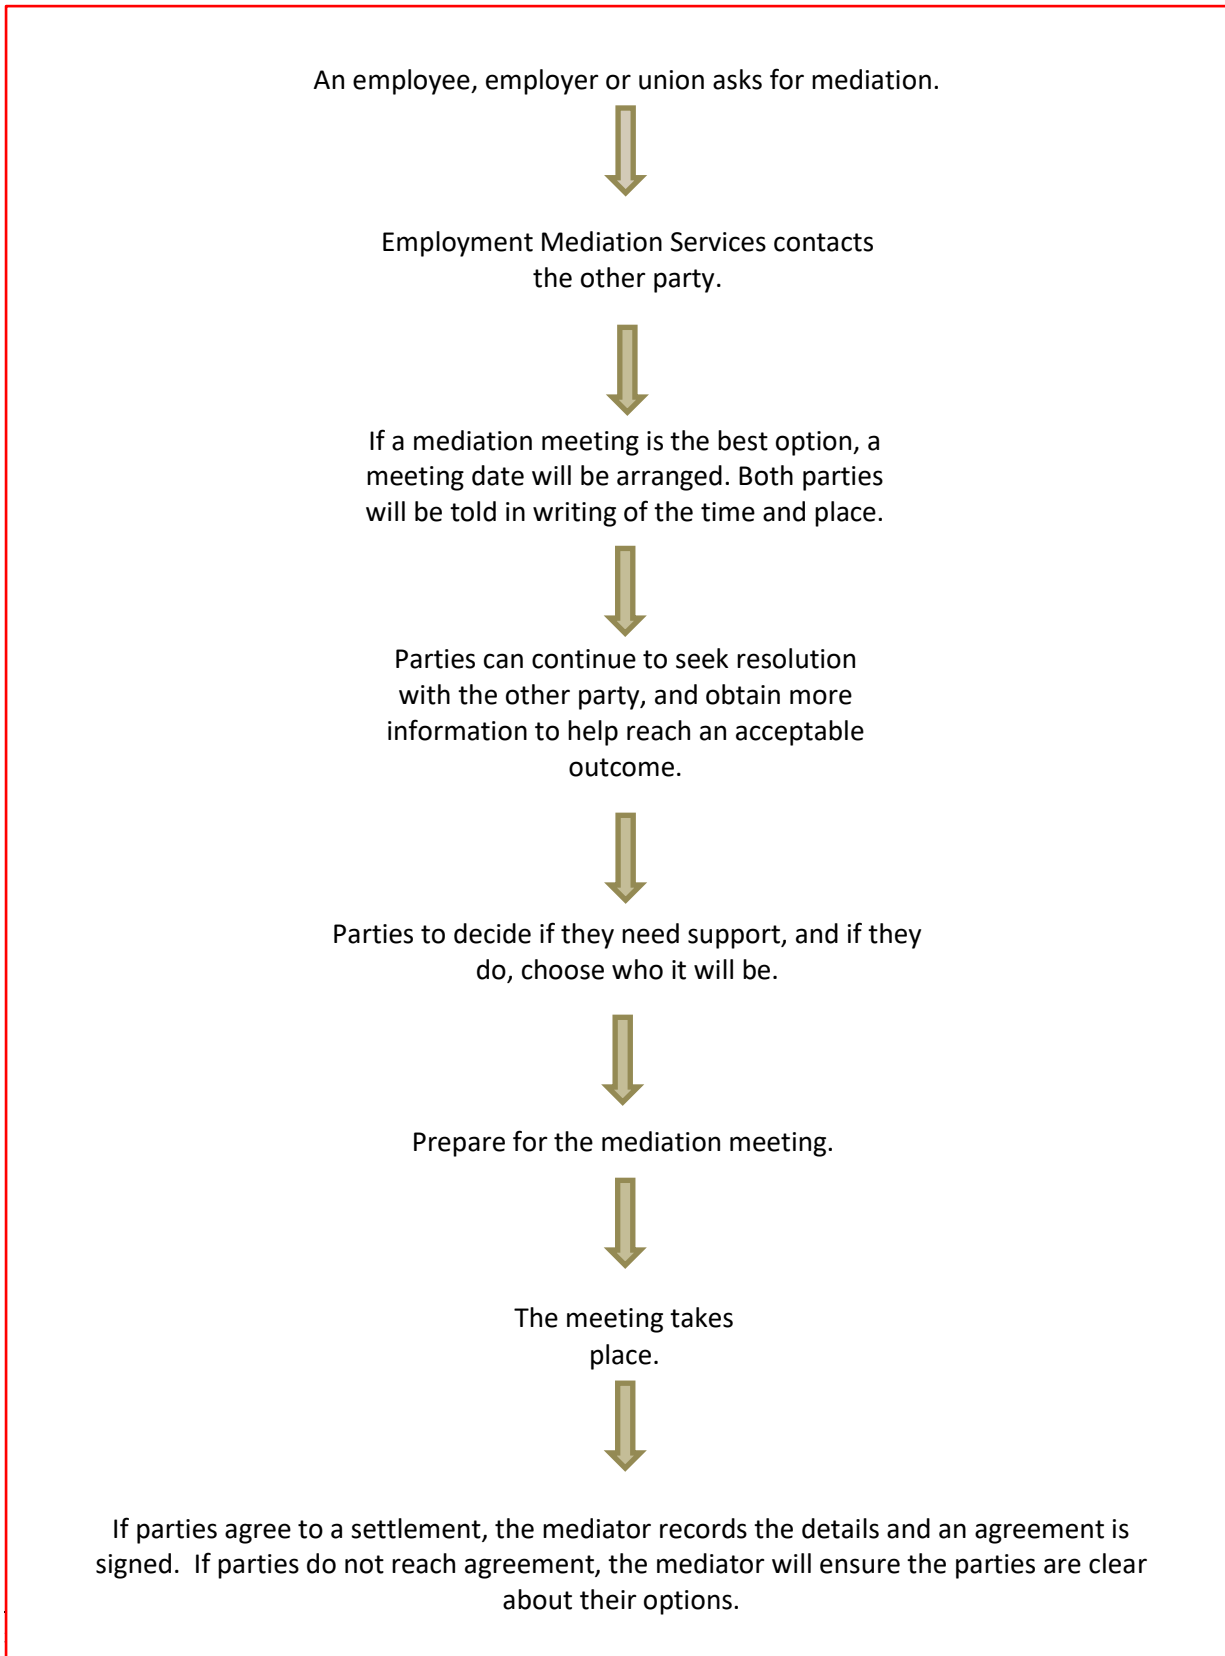 An employee, employer or union asks for mediation.
Employment Mediation Services contacts
the other party.
If a mediation meeting is the best option, a
meeting date will be arranged. Both parties
will be told in writing of the time and place.
Parties can continue to seek resolution
with the other party, and obtain more
information to help reach an acceptable
outcome.
Parties to decide if they need support, and if they
do, choose who it will be.
Prepare for the mediation meeting.
The meeting takes
place.
If parties agree to a settlement, the mediator records the details and an agreement is
signed.  If parties do not reach agreement, the mediator will ensure the parties are clear
about their options.